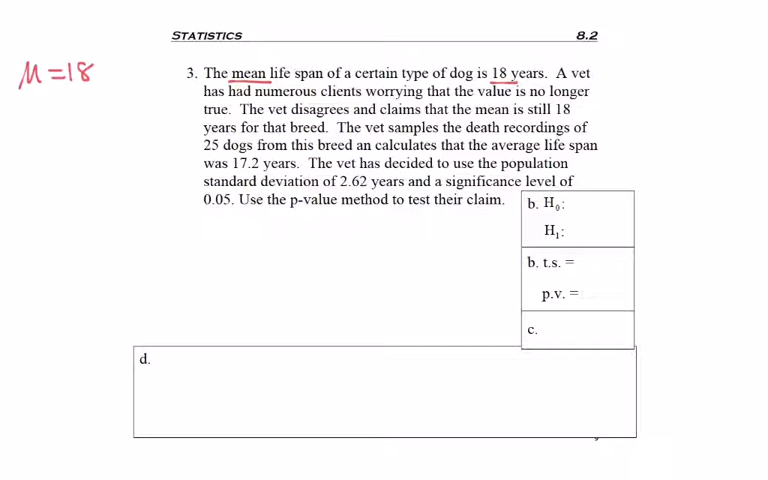 STATISTICS 8.2
μ = 18
3. The mean life span of a certain type of dog is 18 years. A vet
has had numerous clients worrying that the value is no longer
true. The vet disagrees and claims that the mean is still 18
years for that breed. The vet samples the death recordings of
25 dogs from this breed an calculates that the average life span
was 17.2 years. The vet has decided to use the population
standard deviation of 2.62 years and a significance level of
0.05. Use the p-value method to test their claim.
b. H₀:
H₁:
b. t.s. =
p.v. =
c.
d.